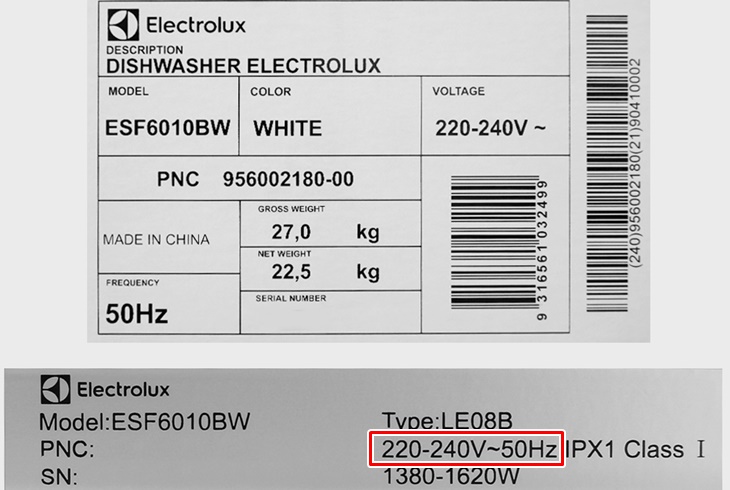 Electrolux
DESCRIPTION
DISHWASHER ELECTROLUX
MODEL
ESF6010BW
COLOR
WHITE
VOLTAGE
220-240V ~
PNC 956002180-00
MADE IN CHINA
GROSS WEIGHT
27,0 kg
NET WEIGHT
22,5 kg
FREQUENCY
50Hz
SERIAL NUMBER
9 316561 032499
(240)956002180(21)90410002
Electrolux
Model:ESF6010BW
Type:LE08B
PNC:
220-240V~50Hz IPX1 Class I
SN:
1380-1620W